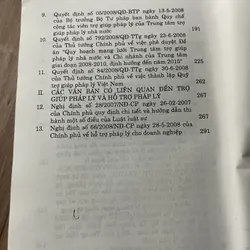 9. Quyết định số 05/2008/QĐ-BTP ngày 12-5-2008
của Bộ trưởng Bộ Tư pháp ban hành Quy chế
cộng tác viên trợ giúp pháp lý của Trung tâm trợ
giúp pháp lý nhà nước
10. Quyết định số 792/2008/QĐ-TTg ngày 23-6-2008
của Thủ tướng Chính phủ về việc phê duyệt Đề
án "Quy hoạch mạng lưới Trung tâm trợ giúp
pháp lý nhà nước và Chi nhánh của Trung tâm
giai đoạn 2008-2010, định hướng đến năm 2015"
11. Quyết định số 84/2008/QĐ-TTg ngày 30-6-2008
của Thủ tướng Chính phủ về việc thành lập Quỹ
trợ giúp pháp lý Việt Nam
262
II. CÁC VĂN BẢN CÓ LIÊN QUAN ĐẾN TRỢ
GIÚP PHÁP LÝ VÀ HỖ TRỢ PHÁP LÝ
265
12. Nghị định số 28/2007/NĐ-CP ngày 26-02-2007
của Chính phủ quy định chi tiết và hướng dẫn thi
hành một số điều của Luật luật sư
267
13. Nghị định số 66/2008/NĐ-CP ngày 28-5-2008 của
Chính phủ về hỗ trợ pháp lý cho doanh nghiệp
291